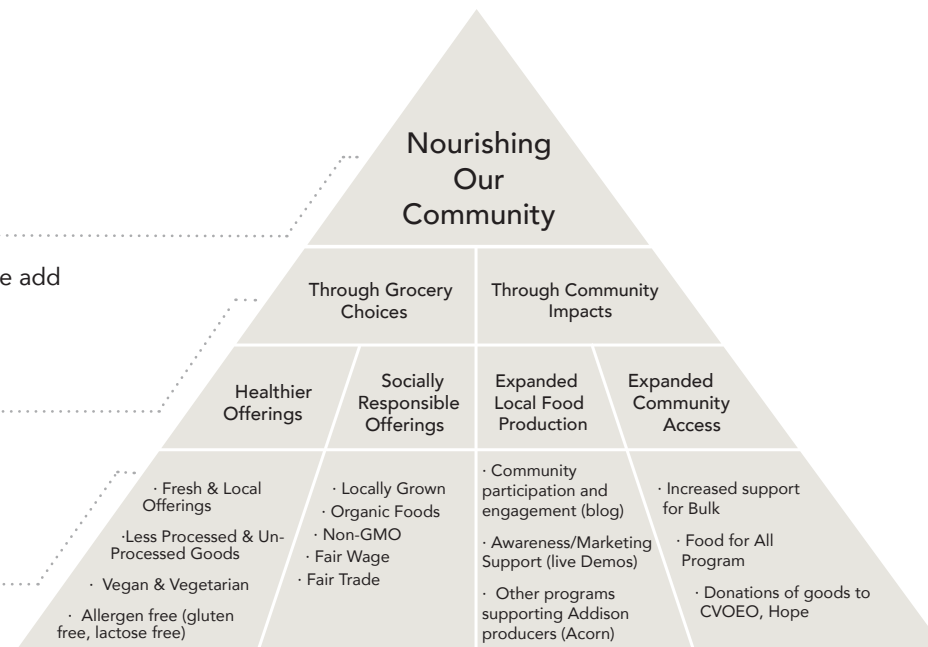 Nourishing
Our
Community
e add
Through Grocery
Choices
Through Community
Impacts
Healthier
Offerings
Socially
Responsible
Offerings
Expanded
Local Food
Production
Expanded
Community
Access
· Fresh & Local
Offerings
·Less Processed & Un-
Processed Goods
· Vegan & Vegetarian
· Allergen free (gluten
free, lactose free)
· Locally Grown
· Organic Foods
· Non-GMO
· Fair Wage
· Fair Trade
· Community
participation and
engagement (blog)
· Awareness/Marketing
Support (live Demos)
· Other programs
supporting Addison
producers (Acorn)
· Increased support
for Bulk
· Food for All
Program
· Donations of goods to
CVOEO, Hope